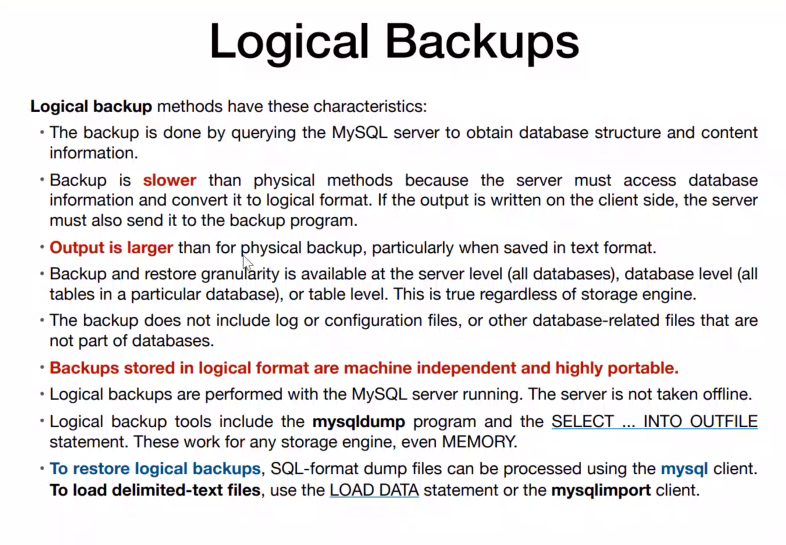 Logical Backups
Logical backup methods have these characteristics:
• The backup is done by querying the MySQL server to obtain database structure and content
information.
• Backup is slower than physical methods because the server must access database
information and convert it to logical format. If the output is written on the client side, the server
must also send it to the backup program.
• Output is larger than for physical backup, particularly when saved in text format.
• Backup and restore granularity is available at the server level (all databases), database level (all
tables in a particular database), or table level. This is true regardless of storage engine.
• The backup does not include log or configuration files, or other database-related files that are
not part of databases.
• Backups stored in logical format are machine independent and highly portable.
• Logical backups are performed with the MySQL server running. The server is not taken offline.
• Logical backup tools include the mysqldump program and the SELECT ... INTO OUTFILE
statement. These work for any storage engine, even MEMORY.
• To restore logical backups, SQL-format dump files can be processed using the mysql client.
To load delimited-text files, use the LOAD DATA statement or the mysqlimport client.